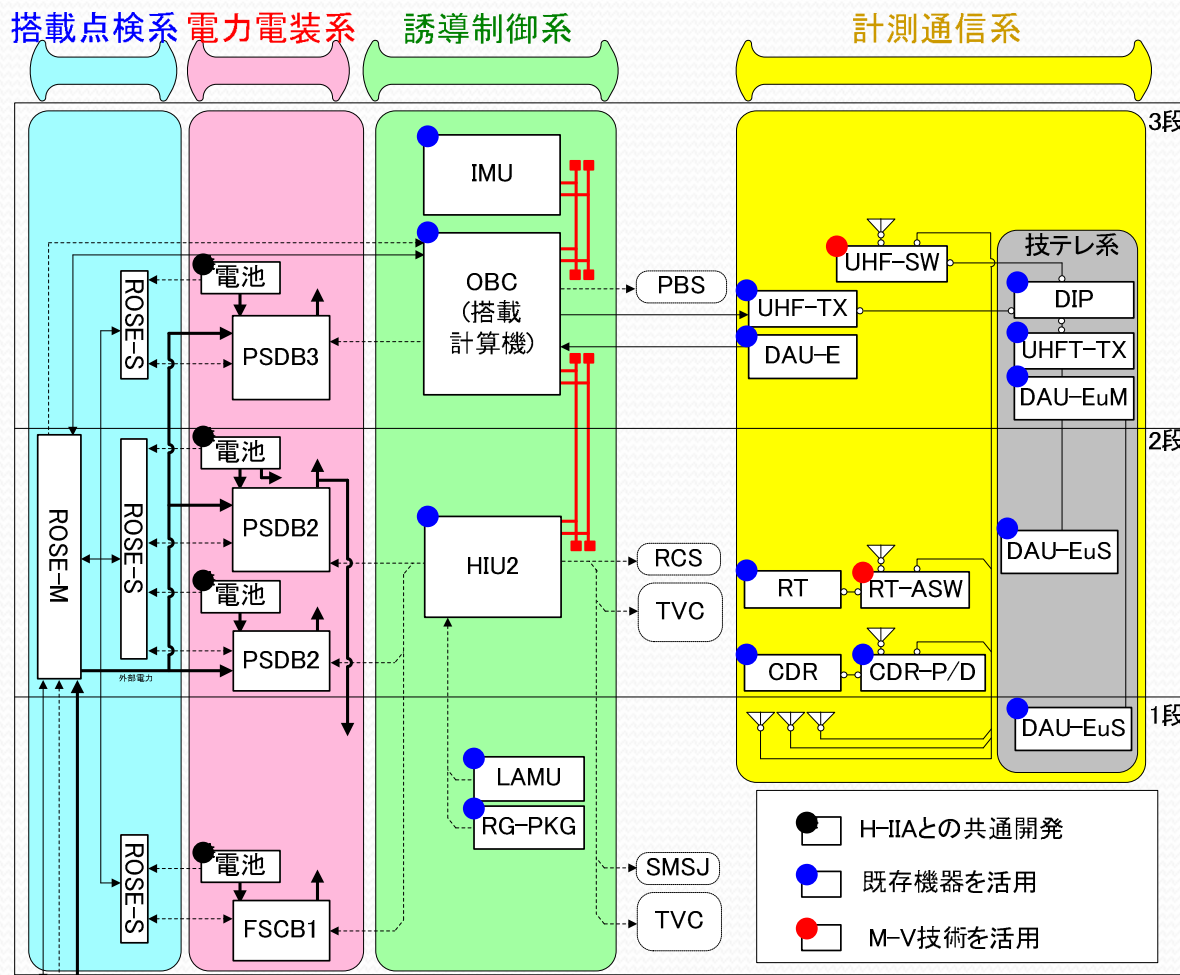 搭載点検系
電力電装系
誘導制御系
計測通信系
3段
IMU
OBC
(搭載
計算機)
PBS
UHF-SW
技テレ系
DIP
UHF-TX
UHFT-TX
DAU-E
DAU-EuM
ROSE-S
電池
PSDB3
2段
ROSE-M
ROSE-S
電池
PSDB2
電池
PSDB2
外部電力
HIU2
RCS
TVC
RT
RT-ASW
DAU-EuS
CDR
CDR-P/D
1段
DAU-EuS
LAMU
RG-PKG
ROSE-S
電池
FSCB1
SMSJ
TVC
H-IIAとの共通開発
既存機器を活用
M-V技術を活用